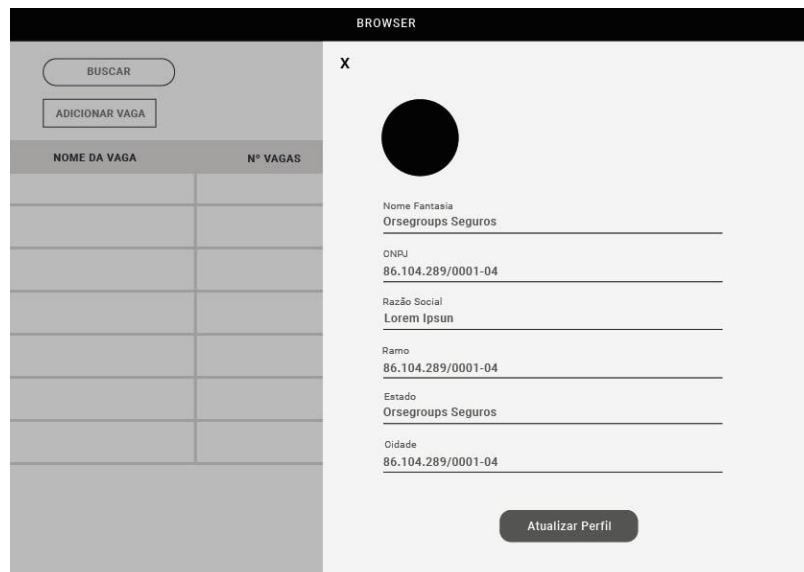 BROWSER
BUSCAR
ADICIONAR VAGA
NOME DA VAGA Nº VAGAS
X
Nome Fantasia
Orsegroups Seguros
CNPJ
86.104.289/0001-04
Razão Social
Lorem Ipsun
Ramo
86.104.289/0001-04
Estado
Orsegroups Seguros
Cidade
86.104.289/0001-04
Atualizar Perfil